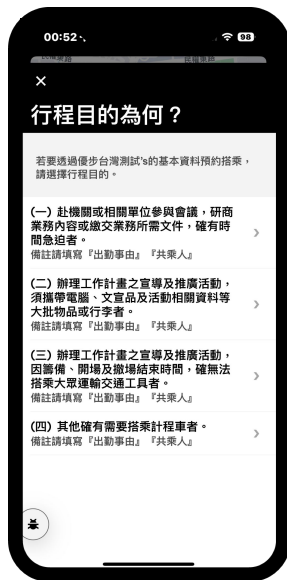 00:52
98
行程目的為何？
若要透過優步台灣測試's的基本資料預約搭乘，
請選擇行程目的。
(一) 赴機關或相關單位參與會議，研商
業務內容或繳交業務所需文件，確有時
間急迫者。
備註請填寫『出勤事由』『共乘人』
(二) 辦理工作計畫之宣導及推廣活動，
須攜帶電腦、文宣品及活動相關資料等
大批物品或行李者。
備註請填寫『出勤事由』『共乘人』
(三) 辦理工作計畫之宣導及推廣活動，
因籌備、開場及撤場結束時間，確無法
搭乘大眾運輸交通工具者。
備註請填寫『出勤事由』『共乘人』
(四) 其他確有需要搭乘計程車者。
備註請填寫『出勤事由』『共乘人』